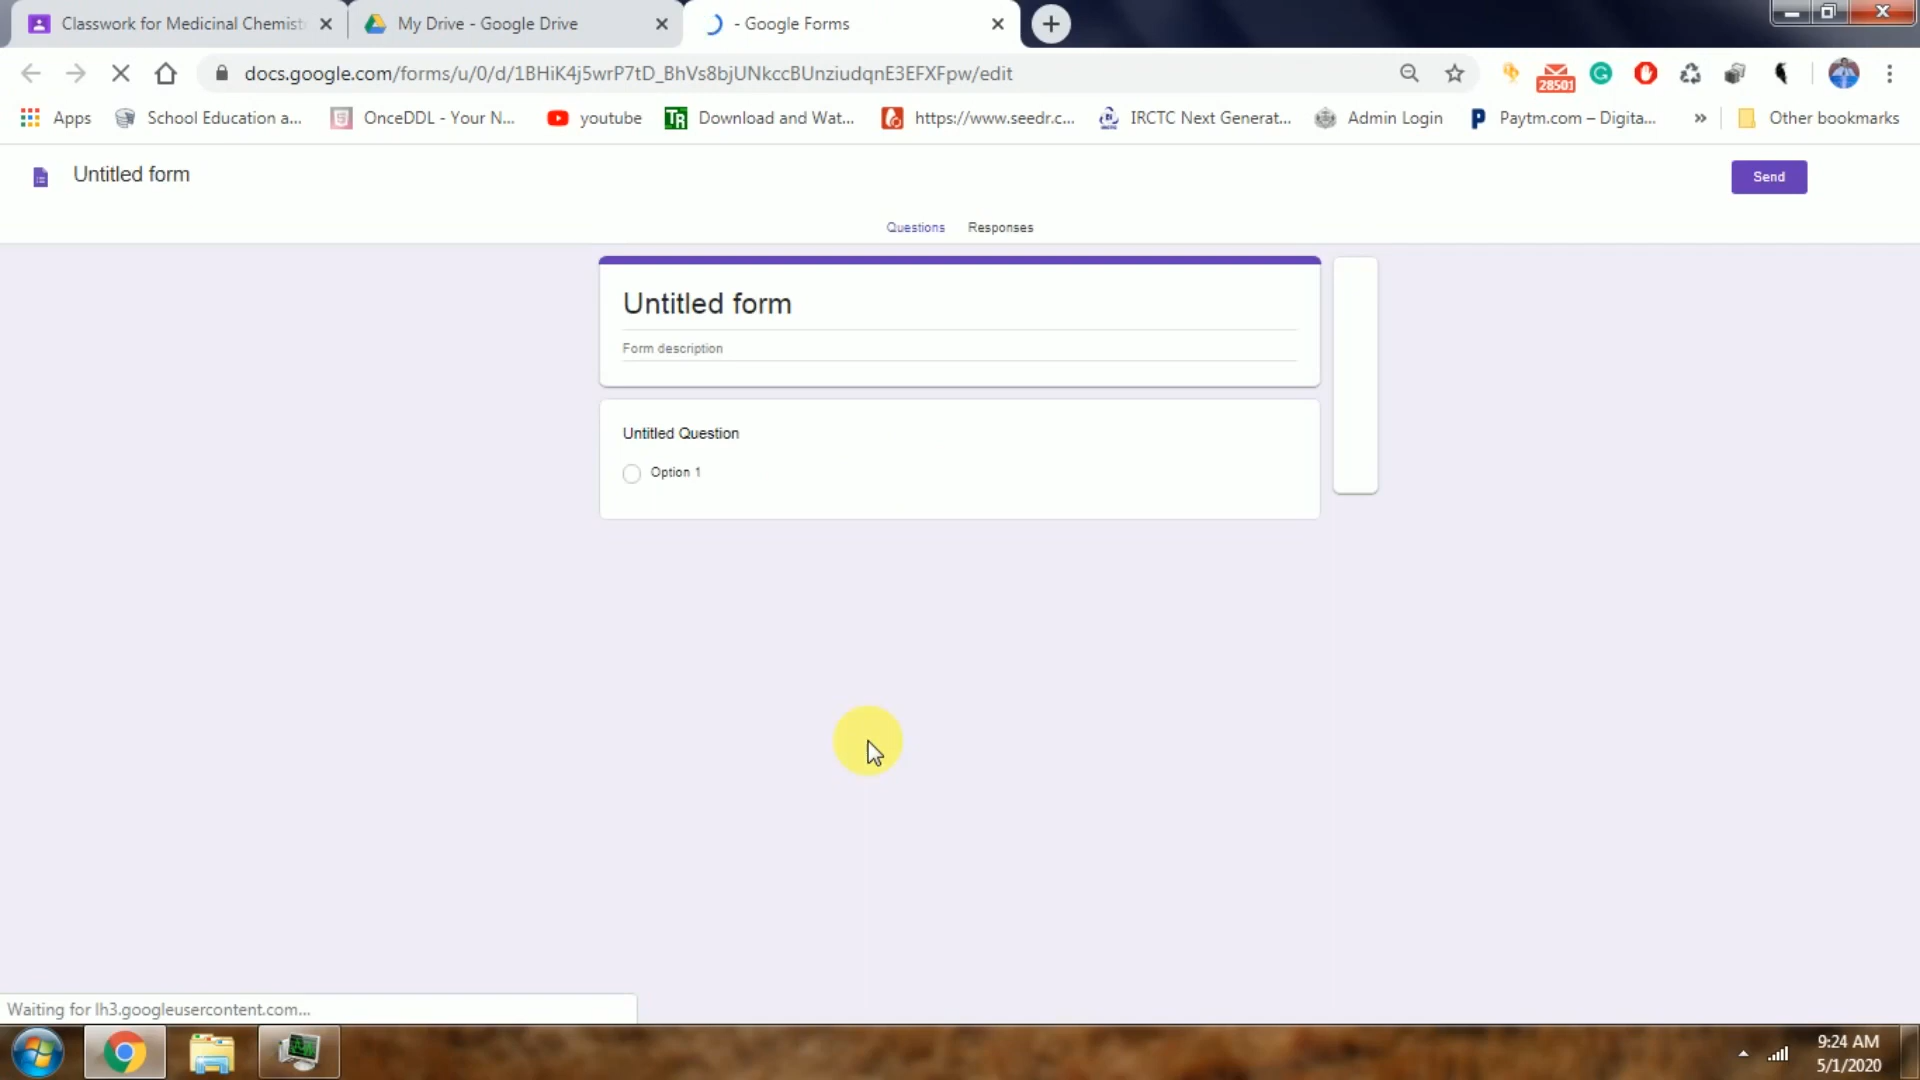 Classwork for Medicinal Chemist
My Drive - Google Drive
- Google Forms
docs.google.com/forms/u/0/d/1BHiK4j5wrP7tD_BhVs8bjUNkccBUnziudqnE3EFXFpw/edit
28501
Apps
School Education a...
OnceDDL - Your N...
youtube
TR
Download and Wat...
https://www.seedr.c...
IRCTC Next Generat...
Admin Login
Paytm.com – Digita...
»
Other bookmarks
Untitled form
Send
Questions
Responses
Untitled form
Form description
Untitled Question
Option 1
Waiting for lh3.googleusercontent.com...
9:24 AM
5/1/2020